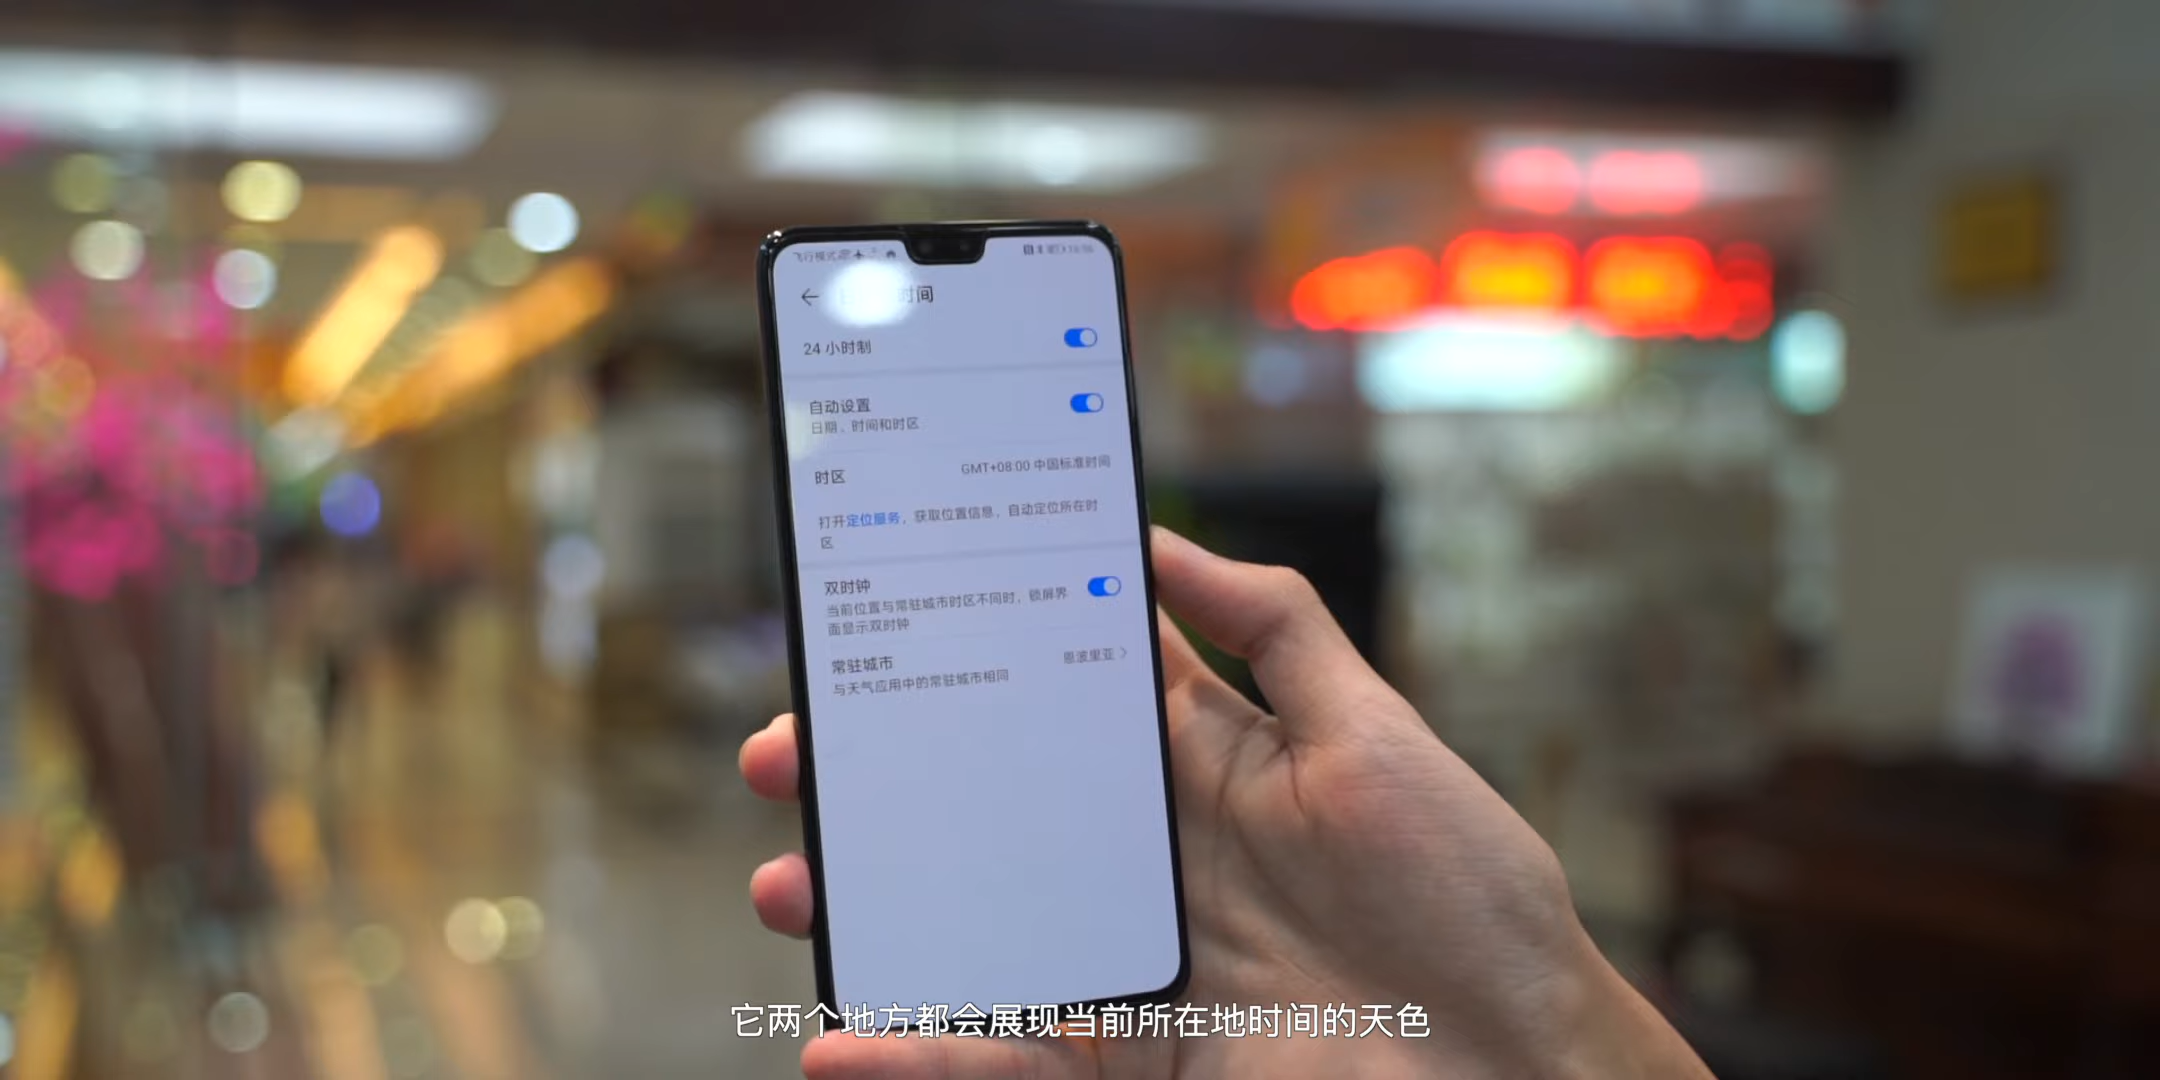 飞行模式
时间
24 小时制
自动设置
日期、时间和时区
时区
GMT+08:00 中国标准时间
打开定位服务，获取位置信息，自动定位所在时
区
双时钟
当前位置与常驻城市时区不同时，锁屏界
面显示双时钟
常驻城市
恩波里亚
与天气应用中的常驻城市相同
它两个地方都会展现当前所在地时间的天色